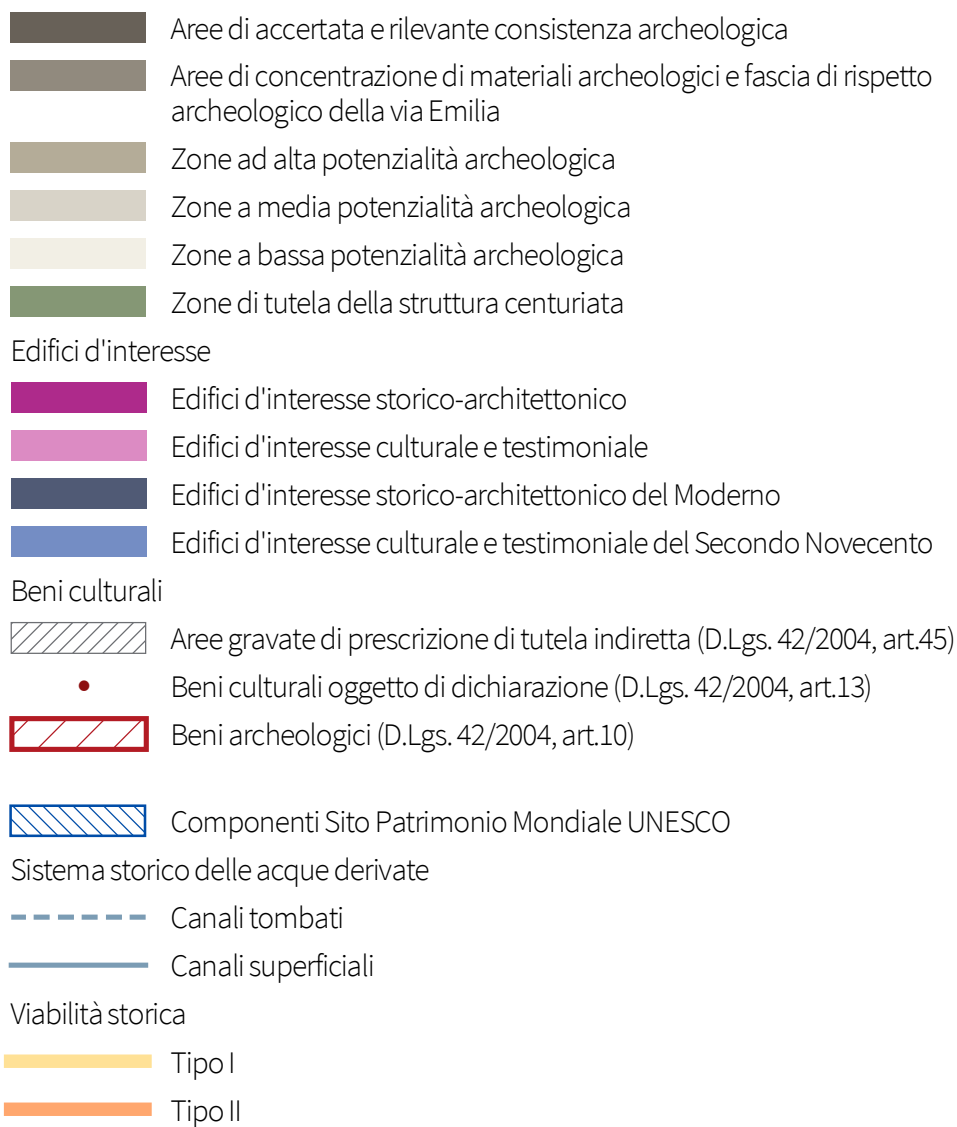 Aree di accertata e rilevante consistenza archeologica
Aree di concentrazione di materiali archeologici e fascia di rispetto
archeologico della via Emilia
Zone ad alta potenzialità archeologica
Zone a media potenzialità archeologica
Zone a bassa potenzialità archeologica
Zone di tutela della struttura centuriata
Edifici d'interesse
Edifici d'interesse storico-architettonico
Edifici d'interesse culturale e testimoniale
Edifici d'interesse storico-architettonico del Moderno
Edifici d'interesse culturale e testimoniale del Secondo Novecento
Beni culturali
Aree gravate di prescrizione di tutela indiretta (D.Lgs. 42/2004, art.45)
Beni culturali oggetto di dichiarazione (D.Lgs. 42/2004, art.13)
Beni archeologici (D.Lgs. 42/2004, art.10)
Componenti Sito Patrimonio Mondiale UNESCO
Sistema storico delle acque derivate
Canali tombati
Canali superficiali
Viabilità storica
Tipo I
Tipo II